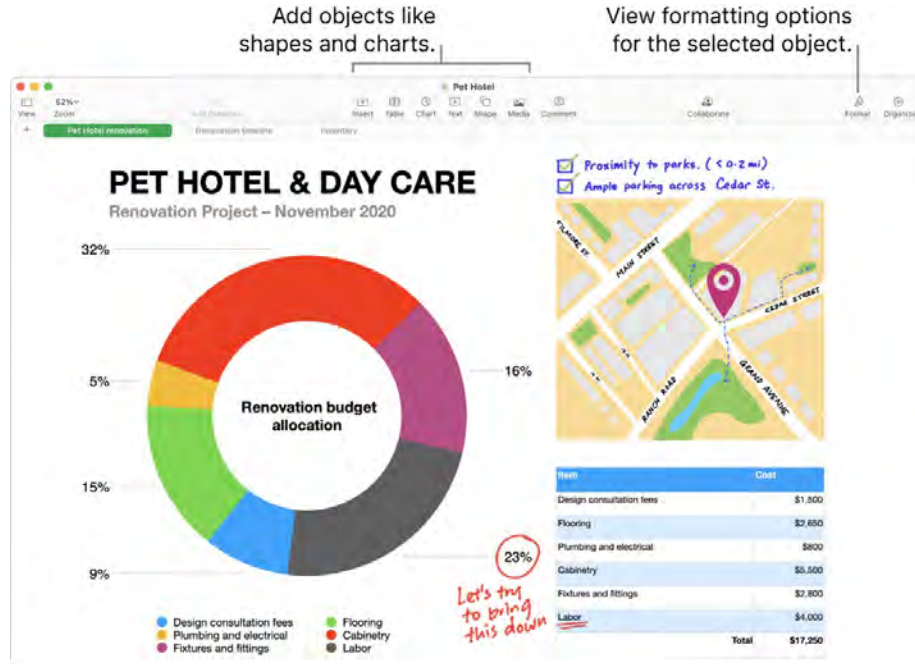 Add objects like
shapes and charts.
View formatting options
for the selected object.
Pet Hotel
52%
View Zoom Add Category Insert Table Chart Text Shape Media Comment Collaborate Format Organize
+ Pet Hotel renovation Renovation timeline Inventory
PET HOTEL & DAY CARE
Renovation Project – November 2020
Proximity to parks. (< 0.2 mi)
Ample parking across Cedar St.
32%
5%
15%
9%
16%
23%
Renovation budget
allocation
Let's try
to bring
this down
Design consultation fees
Plumbing and electrical
Fixtures and fittings
Flooring
Cabinetry
Labor
FILMORE ST.
MAIN STREET
CEDAR STREET
RANCH ROAD
GRAND AVENUE
Item Cost
Design consultation fees $1,500
Flooring $2,650
Plumbing and electrical $800
Cabinetry $5,500
Fixtures and fittings $2,800
Labor $4,000
Total $17,250